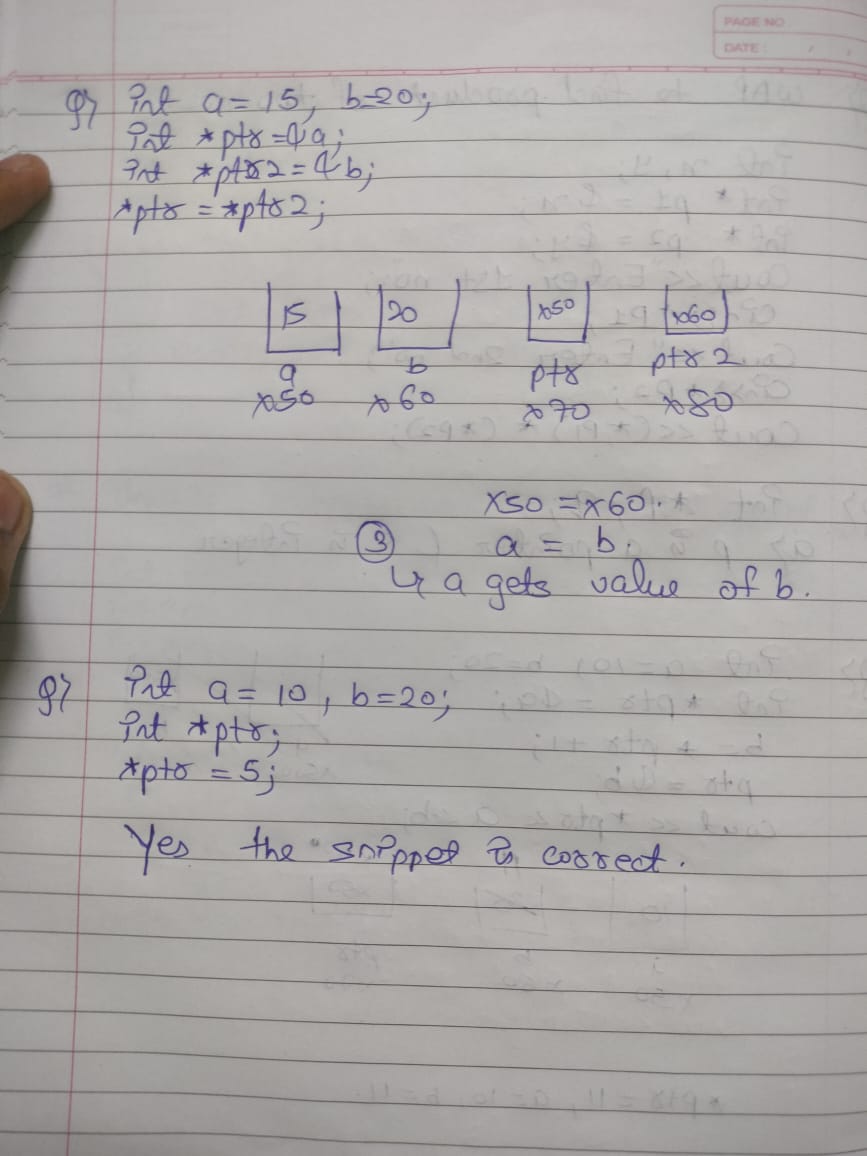 PAGE NO
DATE:
Q) int a=15, b=20;
int *ptr=&a;
int *ptr2=&b;
*ptr=*ptr2;
15 20 x50 x60
a b ptr ptr 2
x50 x60 x70 x80
x50=x60.
③ a = b.
↳ a gets value of b.
Q) int a= 10, b=20;
int *ptr;
*ptr = 5;
Yes the snippet is correct.